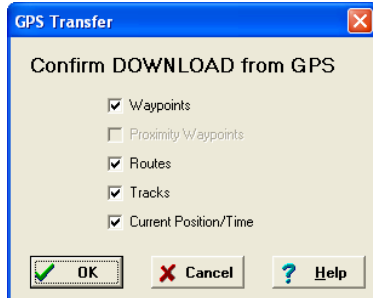 GPS Transfer
Confirm DOWNLOAD from GPS
Waypoints
Proximity Waypoints
Routes
Tracks
Current Position/Time
OK Cancel Help